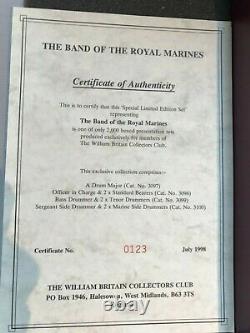 THE BAND OF THE ROYAL MARINES
Certificate of Authenticity
This is to certify that this 'Special Limited Edition Set'
representing
The Band of the Royal Marines
is one of only 2,000 boxed presentation sets
produced exclusively for members of
The William Britain Collectors Club.
This exclusive collection comprises:-
A Drum Major (Cat. No. 3097)
Officer in Charge & 2 x Standard Bearers (Cat. No. 3098)
Bass Drummer & 2 x Tenor Drummers (Cat. No. 3099)
Sergeant Side Drummer & 2 x Marine Side Drummers (Cat. No. 3100)
Certificate No. 0123 July 1998
THE WILLIAM BRITAIN COLLECTORS CLUB
PO Box 1946, Halesowen, West Midlands, B63 3TS